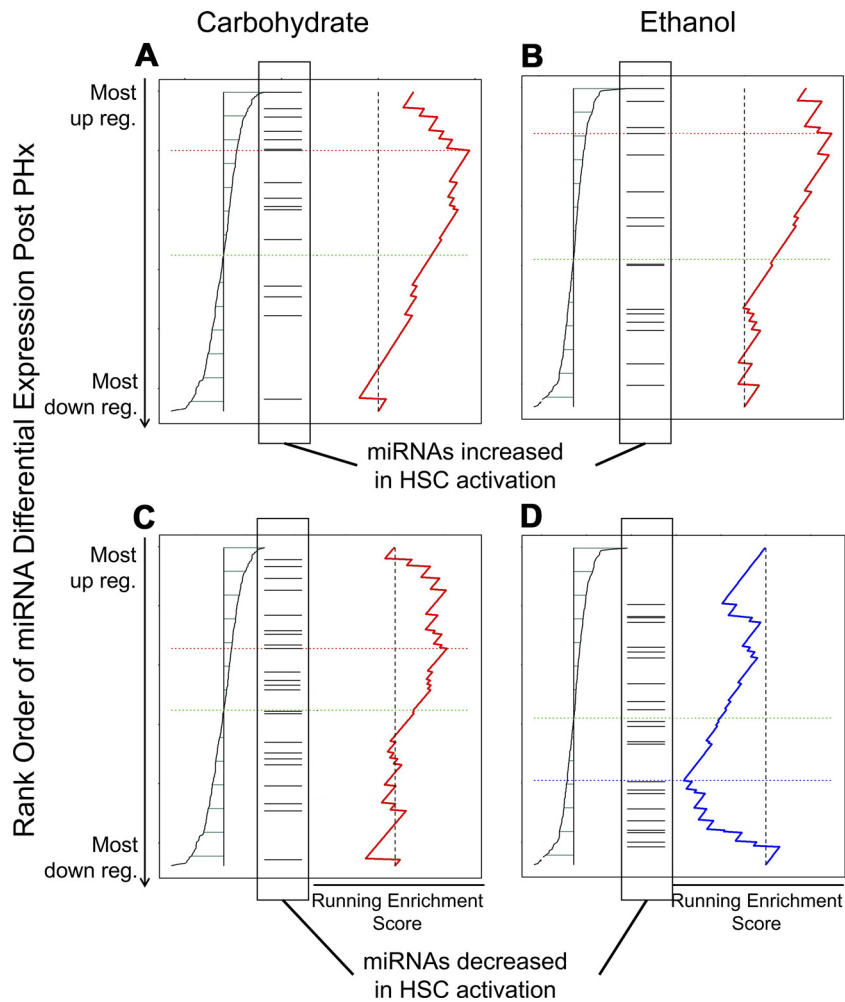 Carbohydrate
Ethanol
A
B
Most
up reg.
Most
down reg.
Rank Order of miRNA Differential Expression Post PHx
miRNAs increased
in HSC activation
C
D
Most
up reg.
Most
down reg.
Running Enrichment
Score
Running Enrichment
Score
miRNAs decreased
in HSC activation